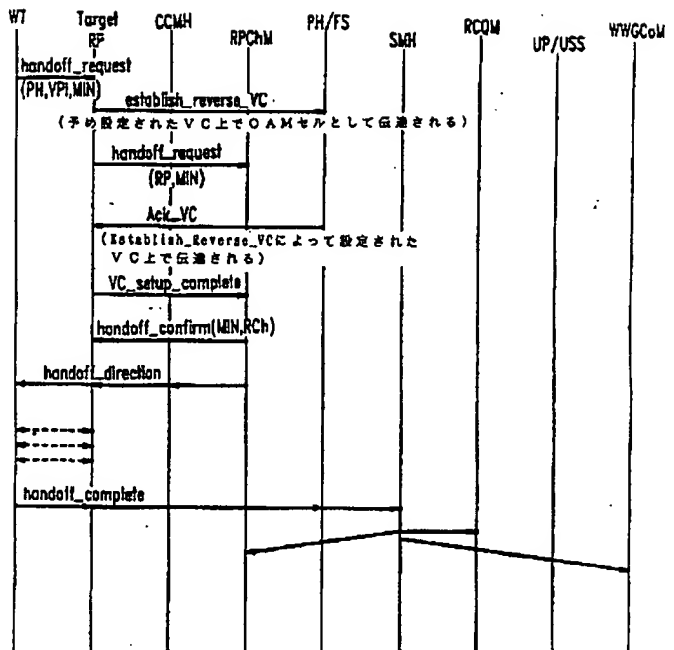 WT
Target
RP
CCMH
RPChM
PH/FS
SMH
RCOM
UP/USS
WWGCoM
handoff_request
(PH,VPI,MIN)
establish_reverse_VC
(予め設定されたVC上でOAMセルとして伝達される)
handoff_request
(RP,MIN)
Ack_VC
(Establish_Reverse_VCによって設定された
VC上で伝達される)
VC_setup_complete
handoff_confirm(MIN,RCh)
handoff_direction
handoff_complete